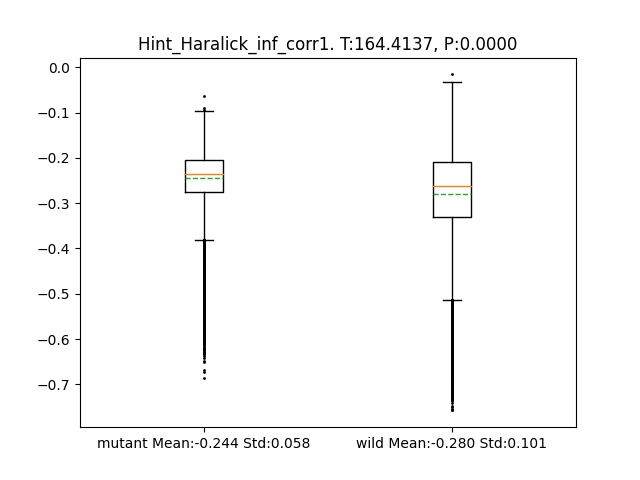 Hint_Haralick_inf_corr1. T:164.4137, P:0.0000
0.0
−0.1
−0.2
−0.3
−0.4
−0.5
−0.6
−0.7
mutant Mean:-0.244 Std:0.058
wild Mean:-0.280 Std:0.101